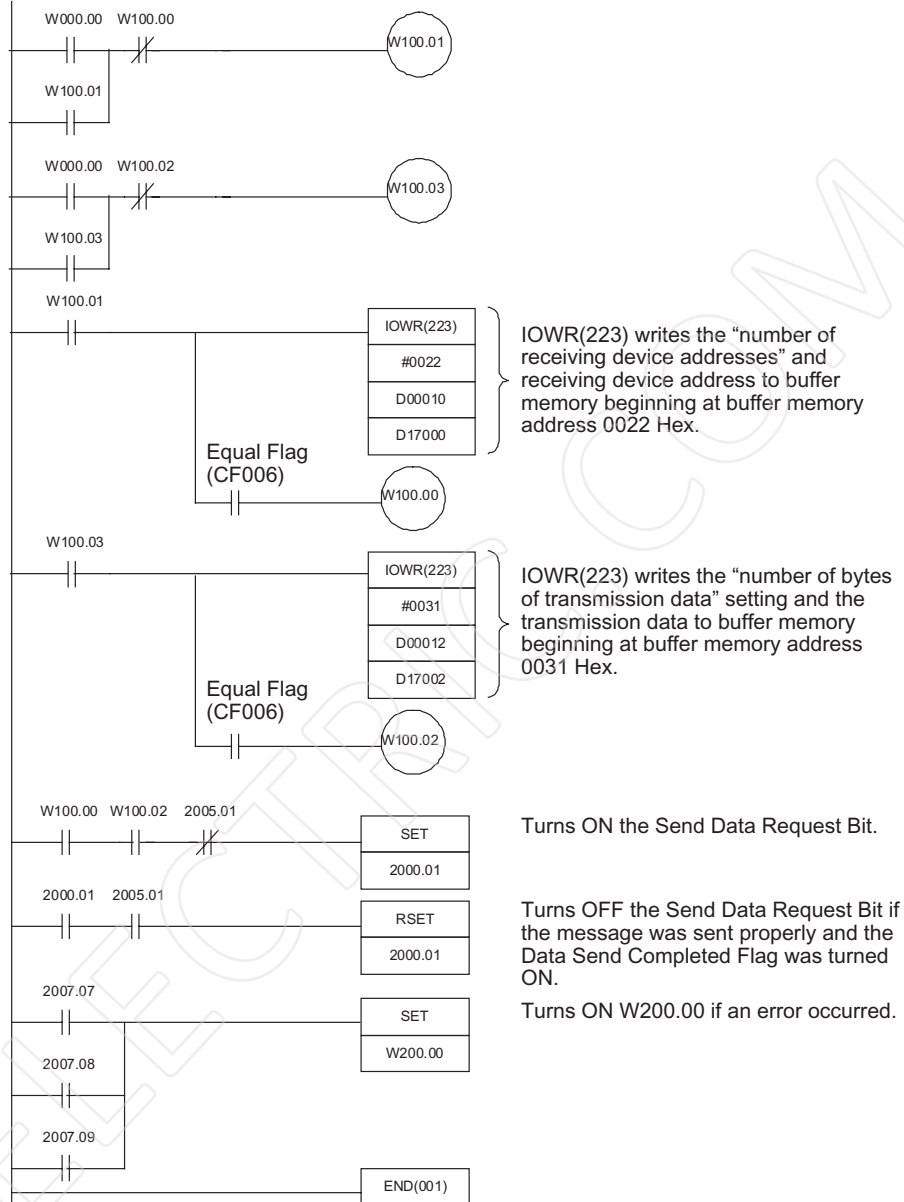 W000.00 W100.00
W100.01
W100.01
W000.00 W100.02
W100.03
W100.03
W100.01
IOWR(223)
#0022
D00010
D17000
IOWR(223) writes the “number of
receiving device addresses” and
receiving device address to buffer
memory beginning at buffer memory
address 0022 Hex.
Equal Flag
(CF006)
W100.00
W100.03
IOWR(223)
#0031
D00012
D17002
IOWR(223) writes the “number of bytes
of transmission data” setting and the
transmission data to buffer memory
beginning at buffer memory address
0031 Hex.
Equal Flag
(CF006)
W100.02
W100.00 W100.02 2005.01
SET
2000.01
Turns ON the Send Data Request Bit.
2000.01 2005.01
RSET
2000.01
Turns OFF the Send Data Request Bit if
the message was sent properly and the
Data Send Completed Flag was turned
ON.
2007.07
SET
W200.00
Turns ON W200.00 if an error occurred.
2007.08
2007.09
END(001)
ELECTRIC.COM